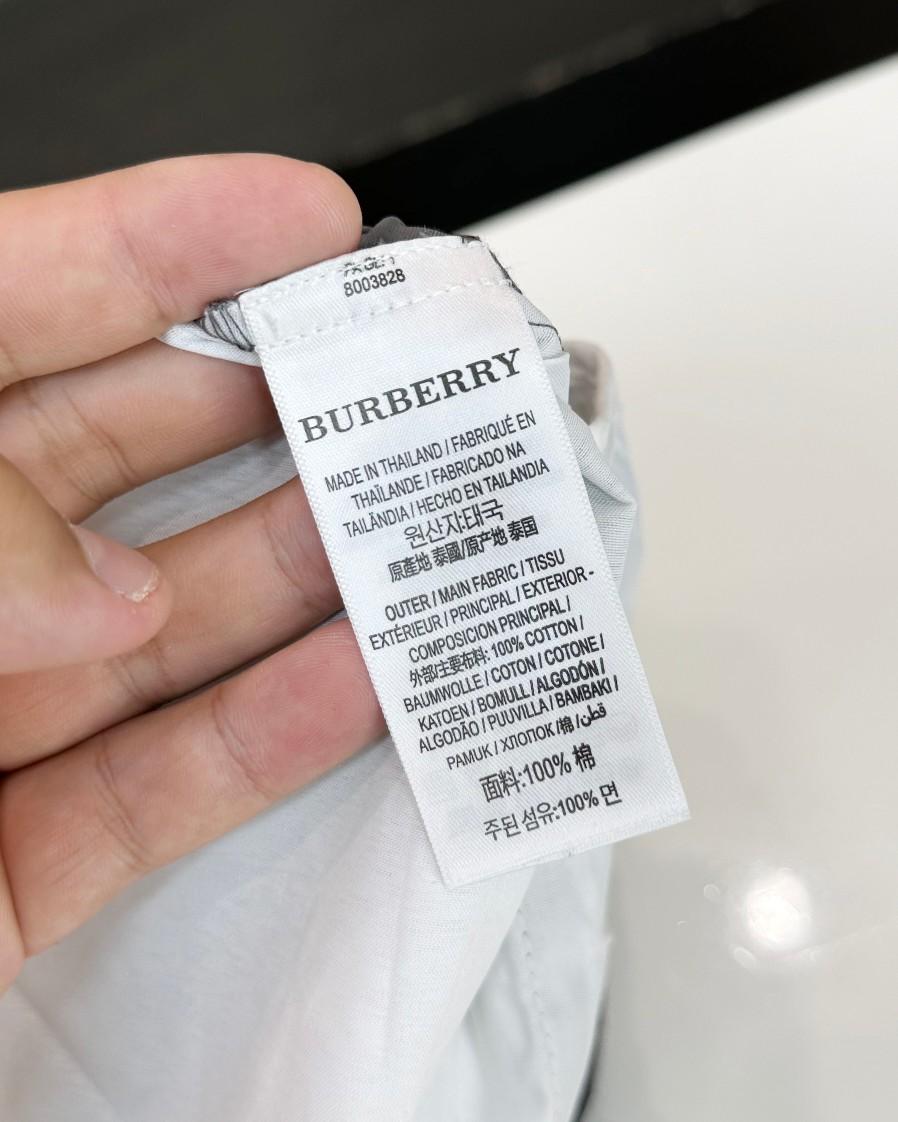 8003828
BURBERRY
MADE IN THAILAND / FABRIQUÉ EN
THAÏLANDE / FABRICADO NA
TAILÂNDIA / HECHO EN TAILANDIA
원산지:태국
原產地 泰國/原产地 泰国
OUTER / MAIN FABRIC / TISSU
EXTÉRIEUR / PRINCIPAL / EXTERIOR -
COMPOSICION PRINCIPAL /
外部/主要布料: 100% COTTON /
BAUMWOLLE / COTON / COTONE /
KATOEN / BOMULL / ALGODÓN /
ALGODÃO / PUUVILLA / BAMBAKI /
PAMUK / ХЛОПОК /棉 / قطن
面料:100% 棉
주된 섬유:100% 면